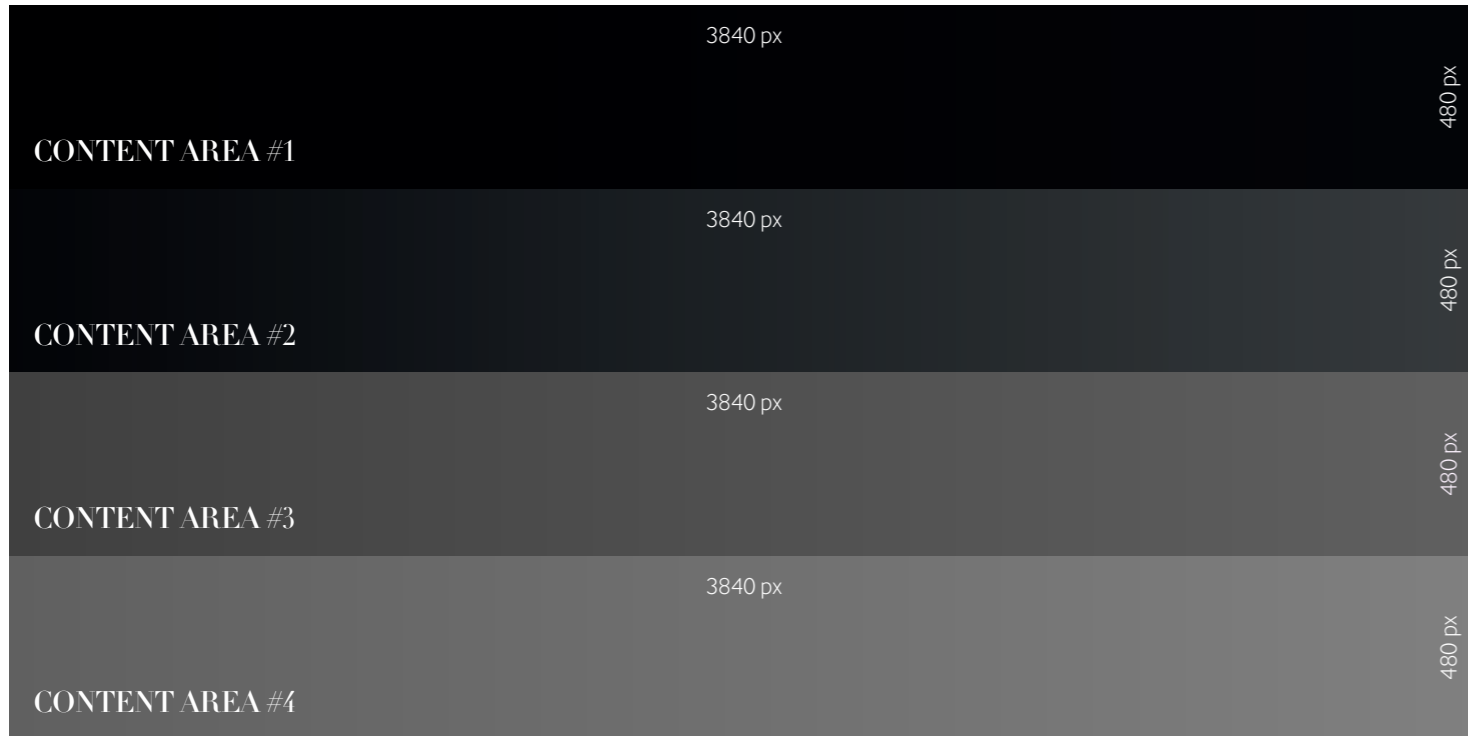 3840 px
480 px
CONTENT AREA #1
3840 px
480 px
CONTENT AREA #2
3840 px
480 px
CONTENT AREA #3
3840 px
480 px
CONTENT AREA #4